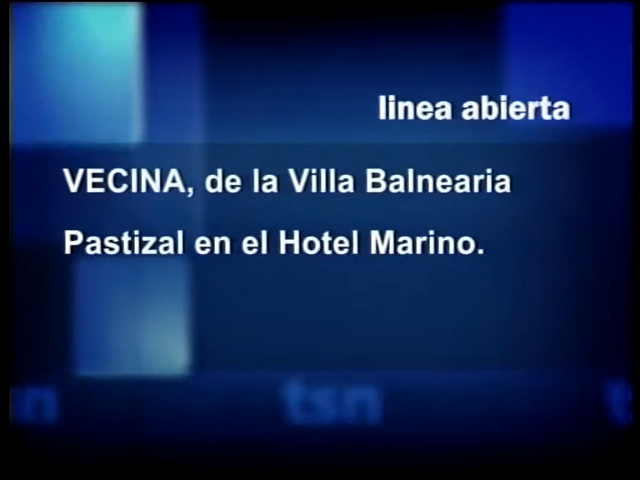 linea abierta
VECINA, de la Villa Balnearia
Pastizal en el Hotel Marino.
tsn